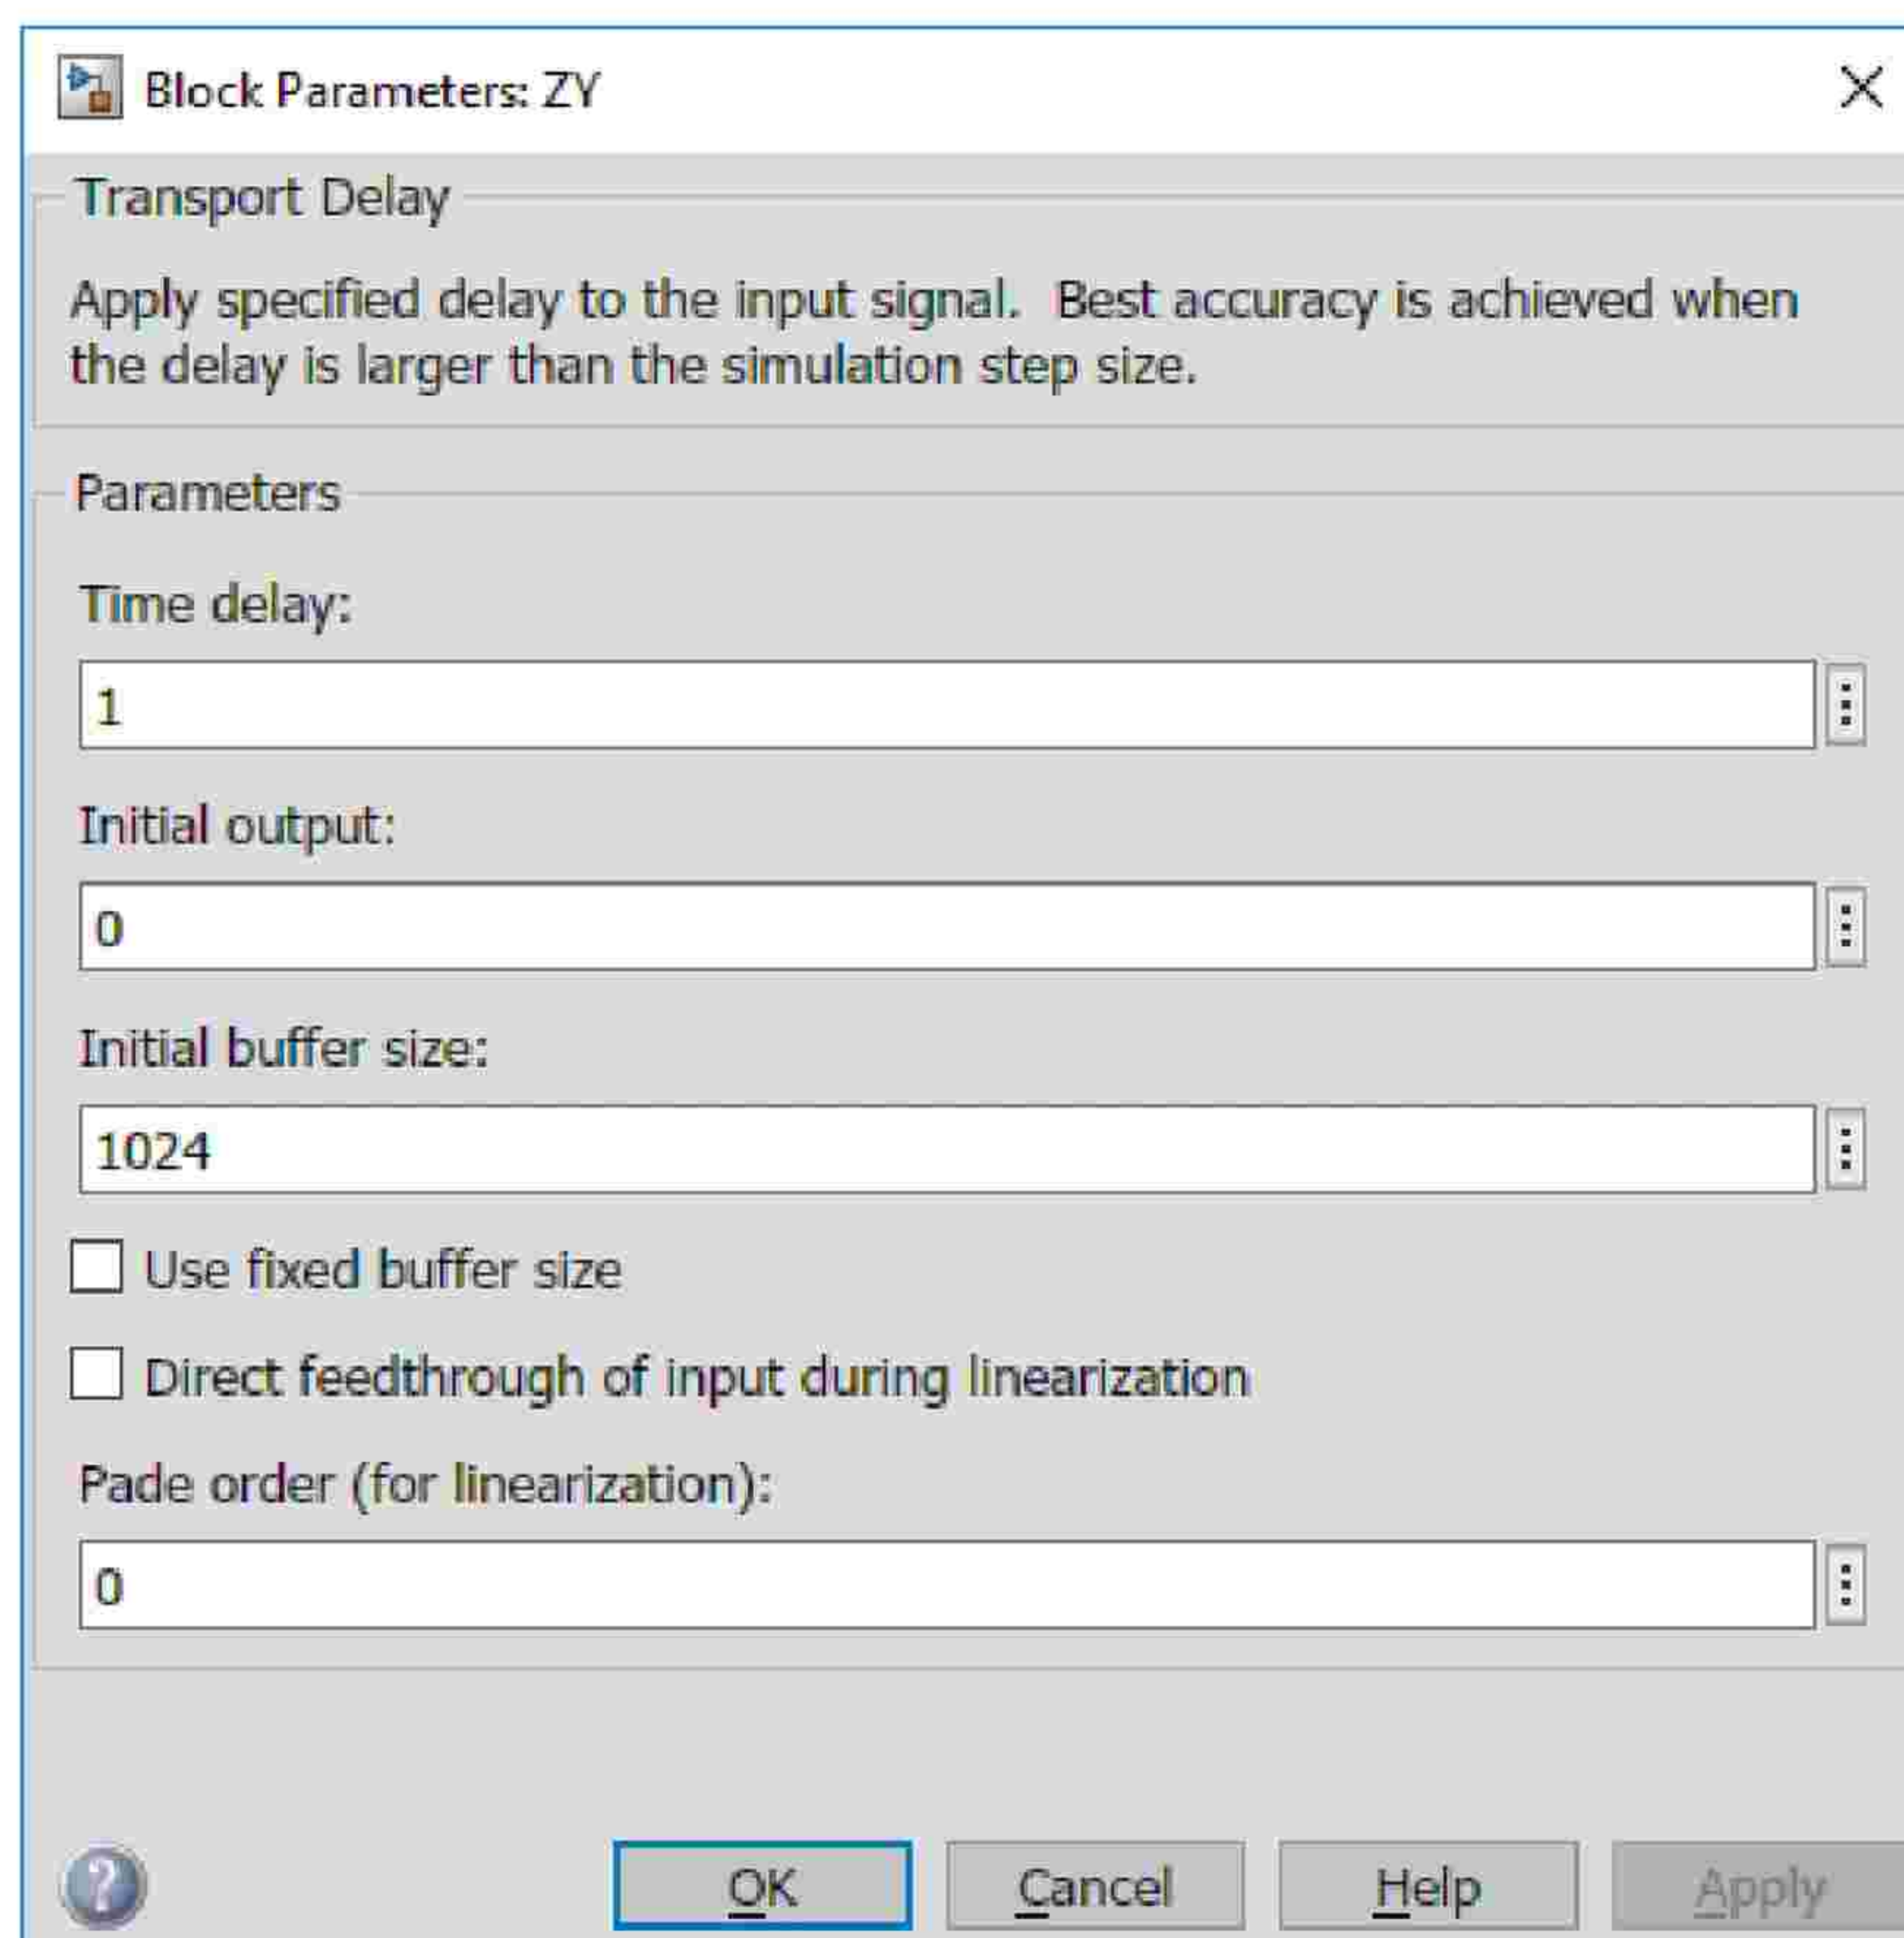 Block Parameters: ZY
Transport Delay
Apply specified delay to the input signal.  Best accuracy is achieved when
the delay is larger than the simulation step size.
Parameters
Time delay:
1
Initial output:
0
Initial buffer size:
1024
Use fixed buffer size
Direct feedthrough of input during linearization
Pade order (for linearization):
0
?
OK
Cancel
Help
Apply